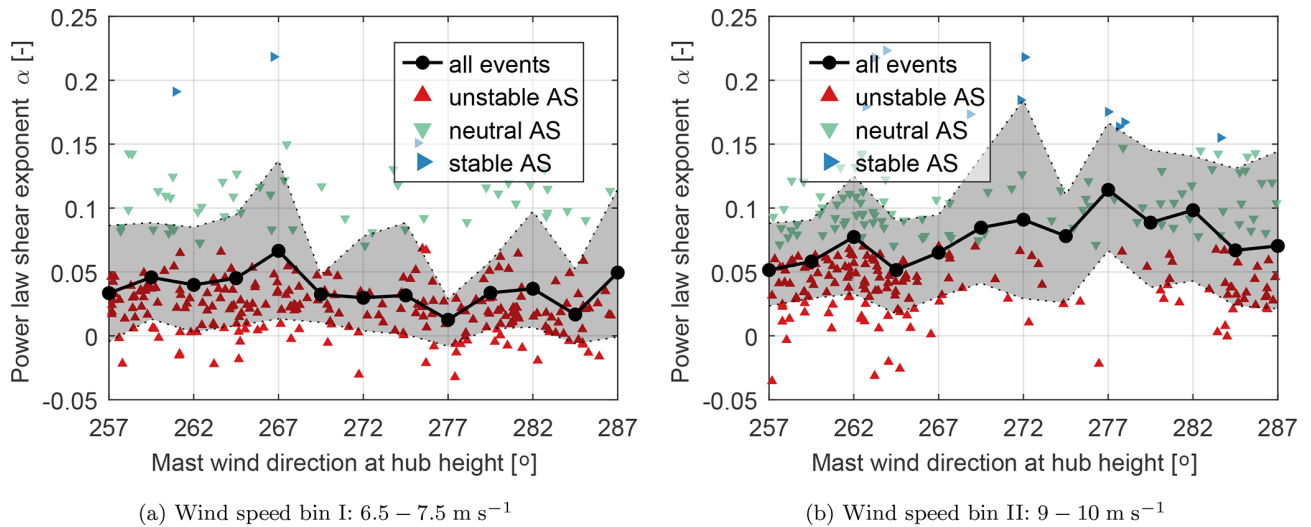 0.25
0.2
0.15
0.1
0.05
0
-0.05
Power law shear exponent α [-]
all events
unstable AS
neutral AS
stable AS
257 262 267 272 277 282 287
Mast wind direction at hub height [°]
(a) Wind speed bin I: 6.5 − 7.5 m s⁻¹
0.25
0.2
0.15
0.1
0.05
0
-0.05
Power law shear exponent α [-]
all events
unstable AS
neutral AS
stable AS
257 262 267 272 277 282 287
Mast wind direction at hub height [°]
(b) Wind speed bin II: 9 − 10 m s⁻¹